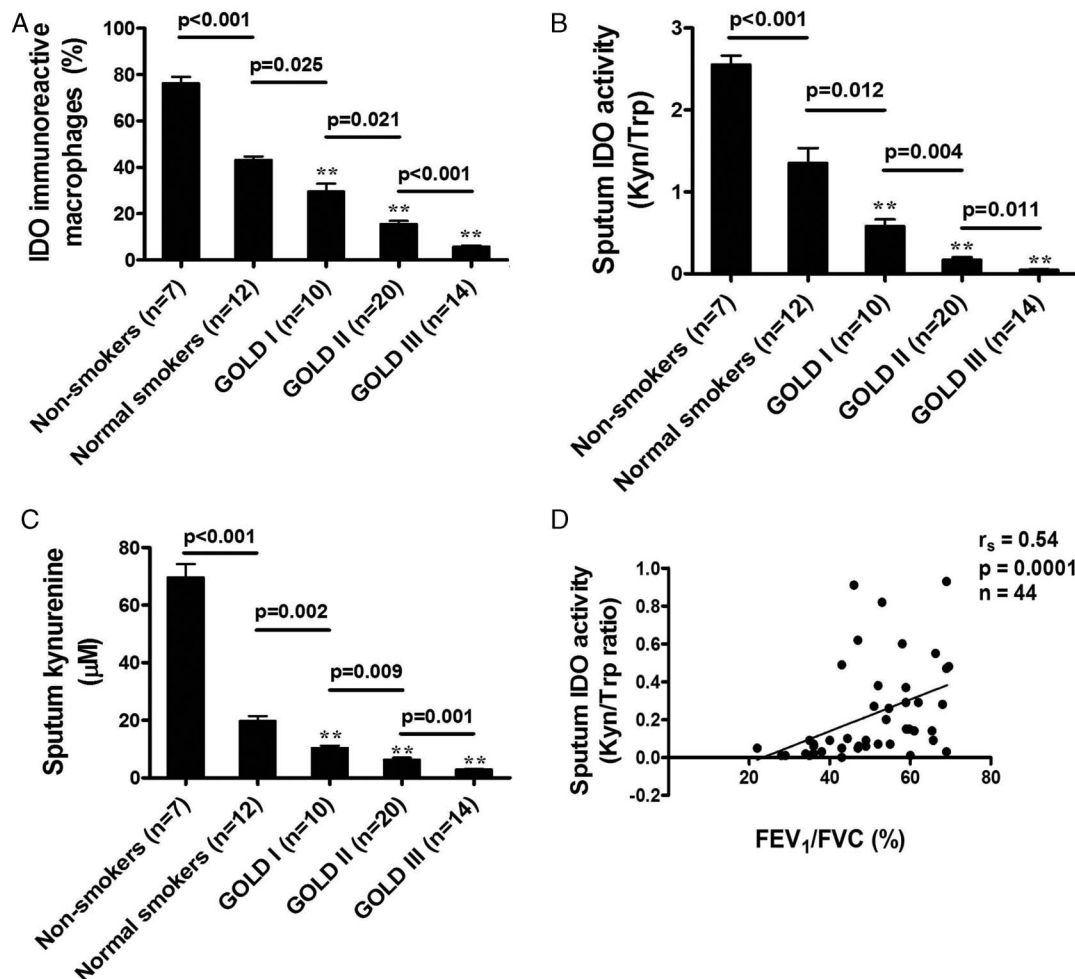 A
IDO immunoreactive
macrophages (%)
100
80
60
40
20
0
p<0.001
p=0.025
p=0.021
p<0.001
**
**
**
Non-smokers (n=7)
Normal smokers (n=12)
GOLD I (n=10)
GOLD II (n=20)
GOLD III (n=14)
B
Sputum IDO activity
(Kyn/Trp)
3
2
1
0
p<0.001
p=0.012
p=0.004
p=0.011
**
**
**
Non-smokers (n=7)
Normal smokers (n=12)
GOLD I (n=10)
GOLD II (n=20)
GOLD III (n=14)
C
Sputum kynurenine
(μM)
80
60
40
20
0
p<0.001
p=0.002
p=0.009
p=0.001
**
**
**
Non-smokers (n=7)
Normal smokers (n=12)
GOLD I (n=10)
GOLD II (n=20)
GOLD III (n=14)
D
rs = 0.54
p = 0.0001
n = 44
Sputum IDO activity
(Kyn/Trp ratio)
1.0
0.8
0.6
0.4
0.2
0.0
-0.2
20
40
60
80
FEV1/FVC (%)